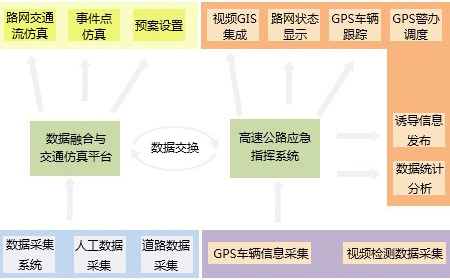 路网交通
流仿真
事件点
仿真
预案设置
视频GIS
集成
路网状态
显示
GPS车辆
跟踪
GPS警办
调度
数据融合与
交通仿真平台
数据交换
高速公路应急
指挥系统
诱导信息
发布
数据统计
分析
数据采集
系统
人工数据
采集
道路数据
采集
GPS车辆信息采集
视频检测数据采集